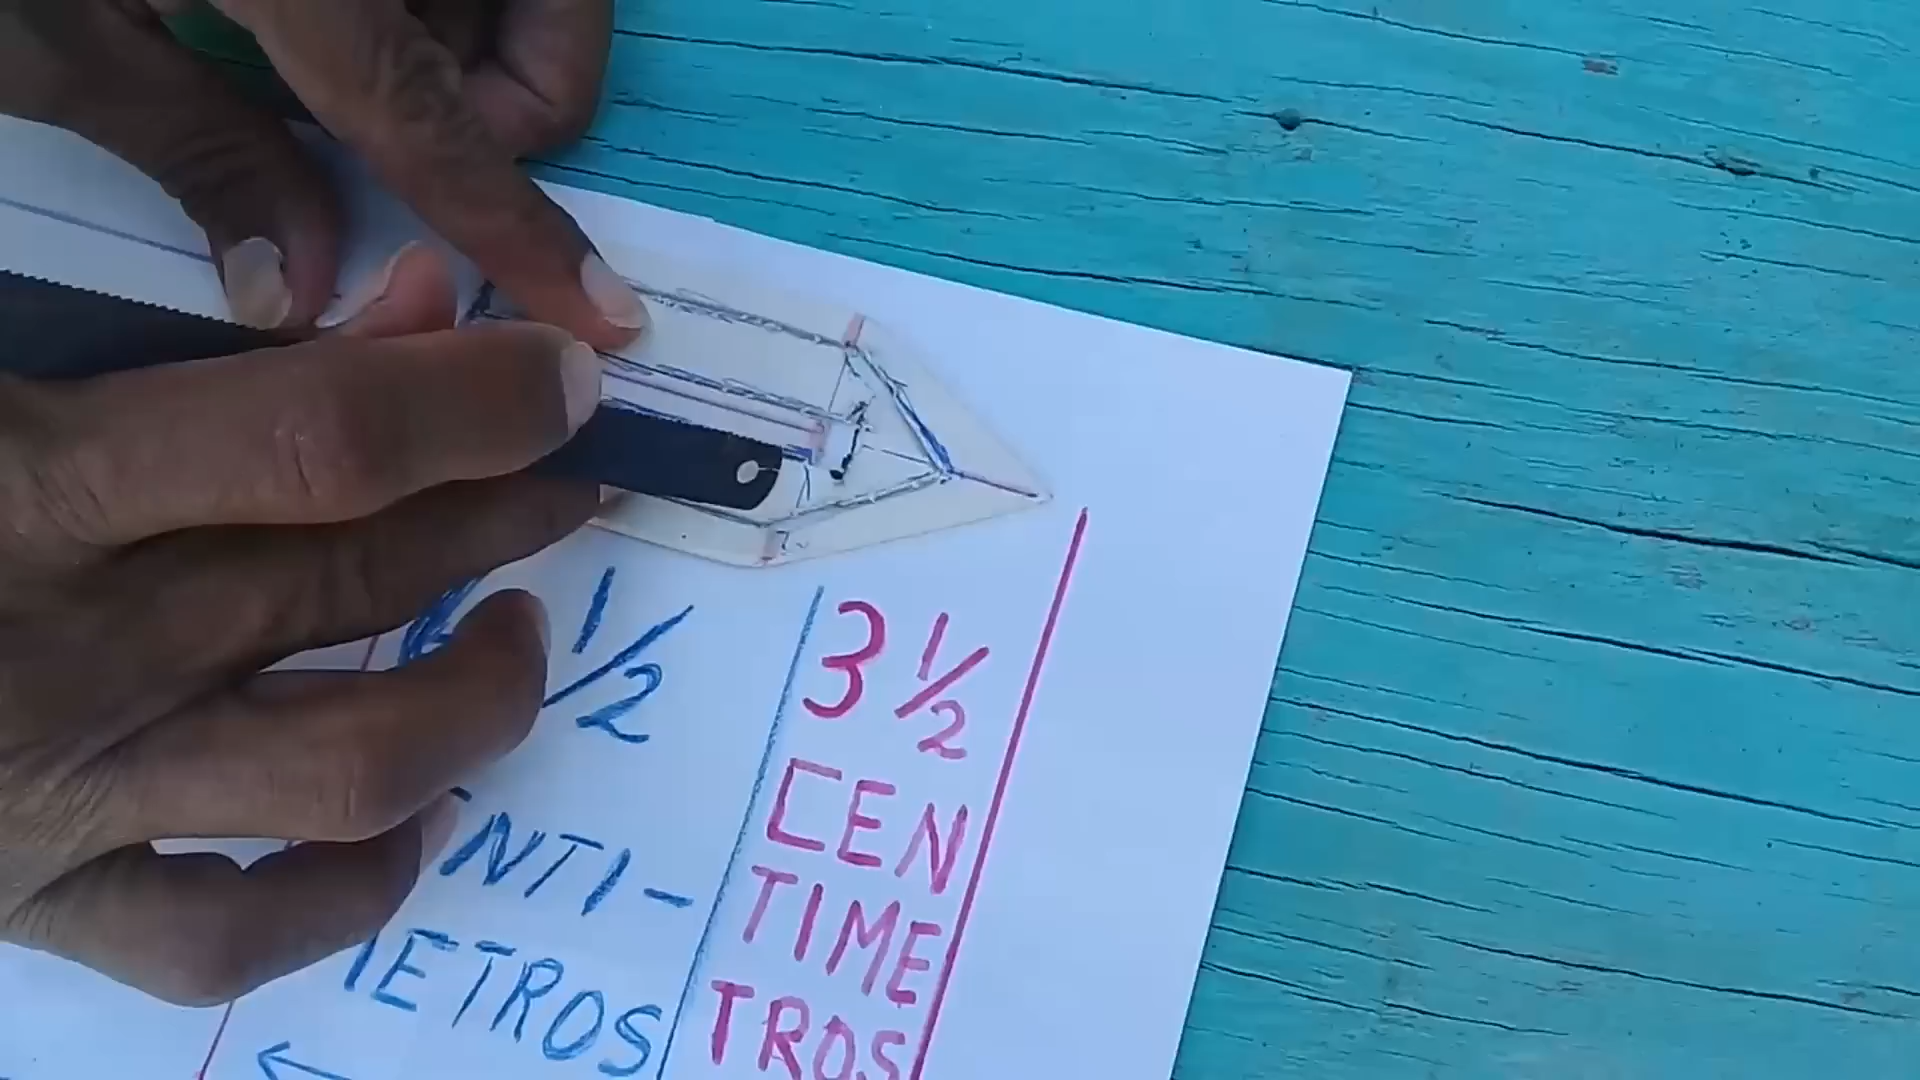 1/2
3 1/2
CEN
TIME
TROS
NTI-
ETROS